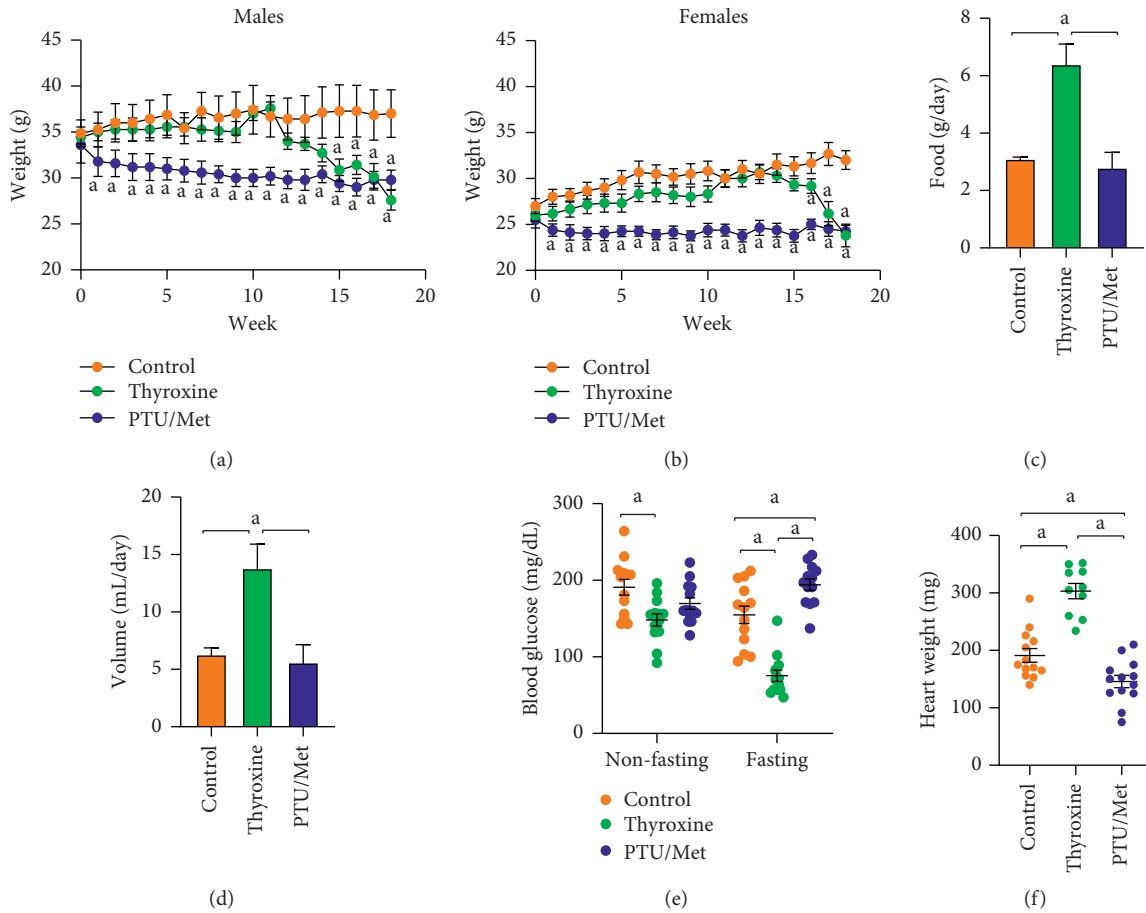 Males
Weight (g)
45
40
35
30
25
20
a a a a a a a a a a a a a a a a a a
a a a a
0 5 10 15 20
Week
Control
Thyroxine
PTU/Met
(a)
Females
Weight (g)
45
40
35
30
25
20
a a a a a a a a a a a a a a a a a a
a a
0 5 10 15 20
Week
Control
Thyroxine
PTU/Met
(b)
a
Food (g/day)
8
6
4
2
0
Control
Thyroxine
PTU/Met
(c)
a
Volume (mL/day)
20
15
10
5
0
Control
Thyroxine
PTU/Met
(d)
a
a
a a
Blood glucose (mg/dL)
300
200
100
0
Non-fasting Fasting
Control
Thyroxine
PTU/Met
(e)
a
a a
Heart weight (mg)
400
300
200
100
0
Control
Thyroxine
PTU/Met
(f)